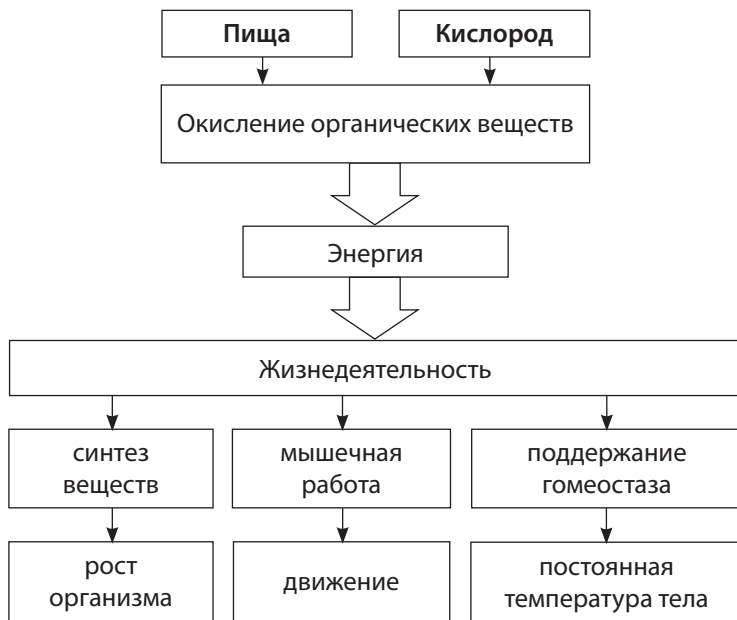 Пища
Кислород
Окисление органических веществ
Энергия
Жизнедеятельность
синтез
веществ
мышечная
работа
поддержание
гомеостаза
рост
организма
движение
постоянная
температура тела